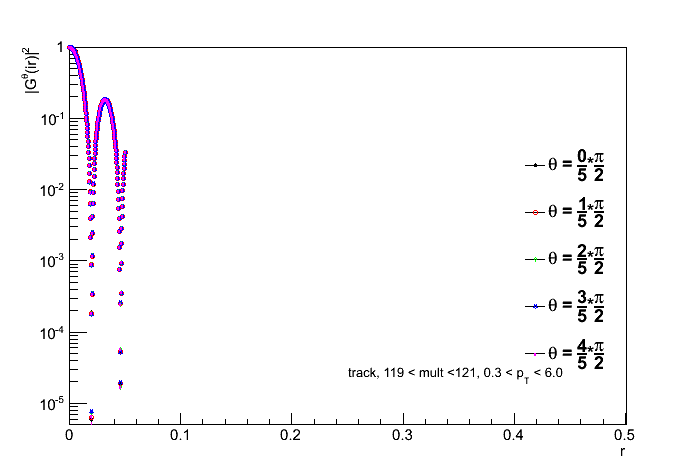 |G^θ(ir)|²
1
10⁻¹
10⁻²
10⁻³
10⁻⁴
10⁻⁵
θ = 0/5*π/2
θ = 1/5*π/2
θ = 2/5*π/2
θ = 3/5*π/2
θ = 4/5*π/2
track, 119 < mult <121, 0.3 < p_T < 6.0
0 0.1 0.2 0.3 0.4 0.5
r